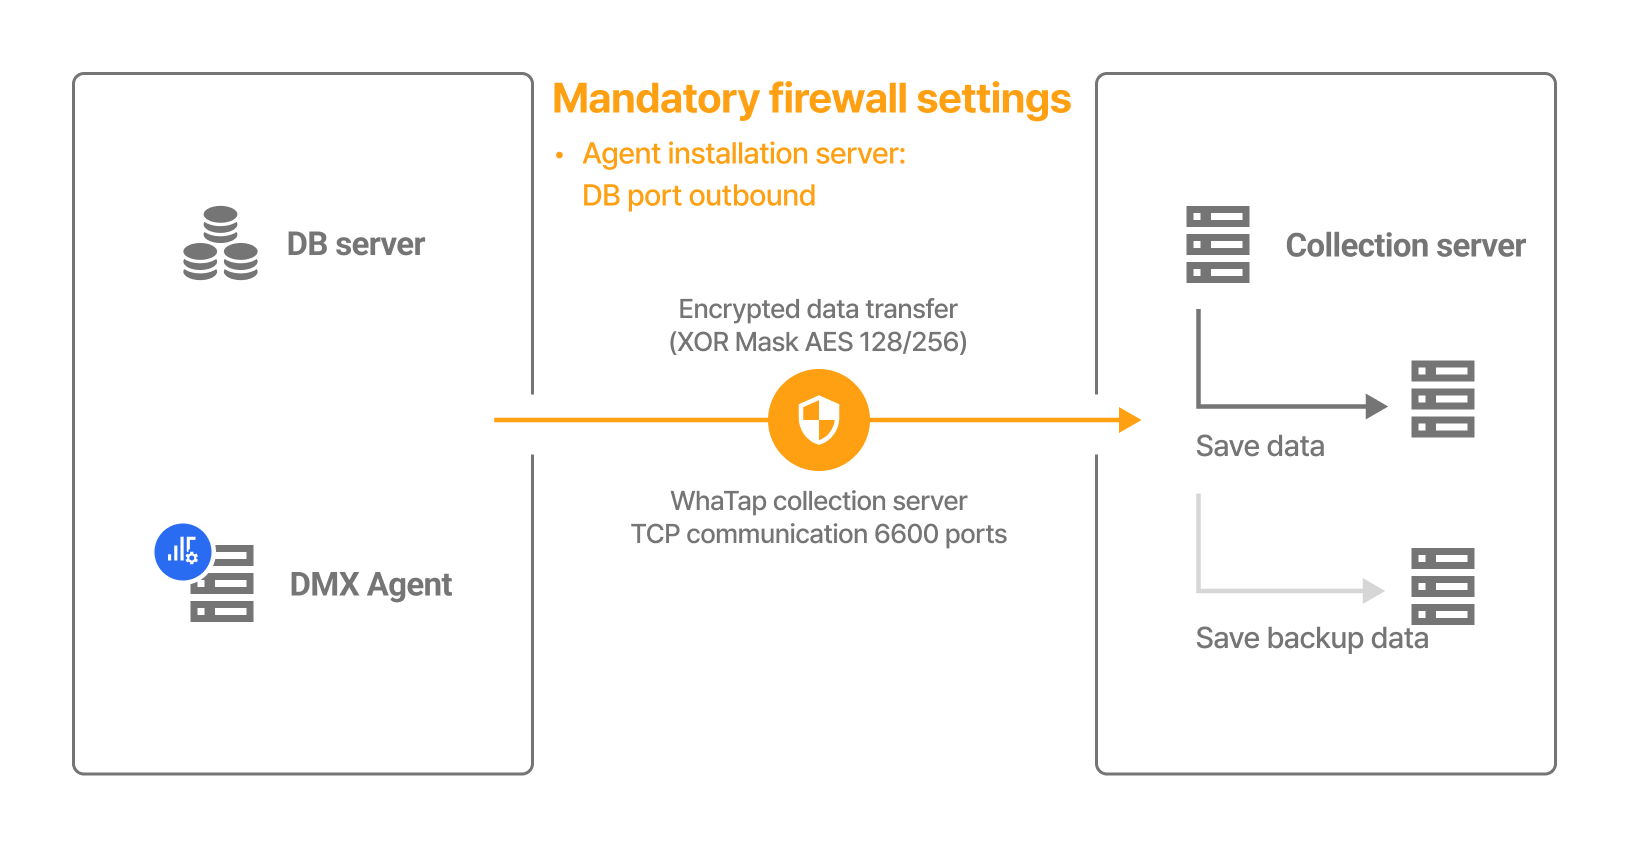 Mandatory firewall settings
• Agent installation server:
DB port outbound
DB server
DMX Agent
Encrypted data transfer
(XOR Mask AES 128/256)
WhaTap collection server
TCP communication 6600 ports
Collection server
Save data
Save backup data